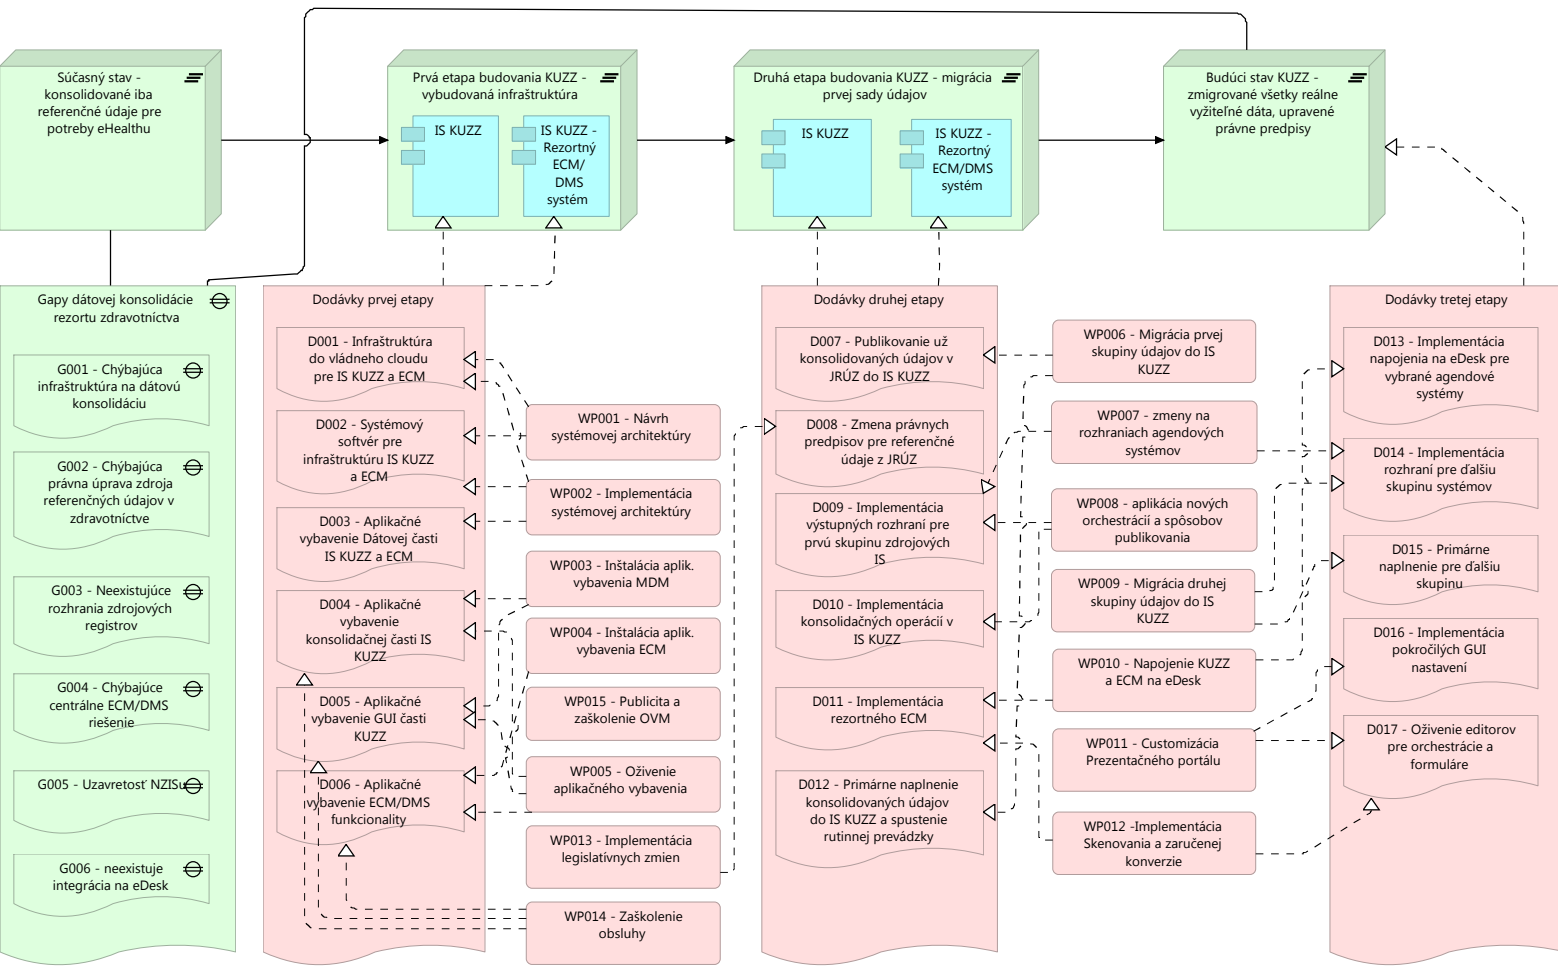 Súčasný stav -
konsolidované iba
referenčné údaje pre
potreby eHealthu
Prvá etapa budovania KUZZ -
vybudovaná infraštruktúra
IS KUZZ
IS KUZZ -
Rezortný
ECM/
DMS
systém
Druhá etapa budovania KUZZ - migrácia
prvej sady údajov
IS KUZZ
IS KUZZ -
Rezortný
ECM/DMS
systém
Budúci stav KUZZ -
zmigrované všetky reálne
vyžiteľné dáta, upravené
právne predpisy
Gapy dátovej konsolidácie
rezortu zdravotníctva
G001 - Chýbajúca
infraštruktúra na dátovú
konsolidáciu
G002 - Chýbajúca
právna úprava zdroja
referenčných údajov v
zdravotníctve
G003 - Neexistujúce
rozhrania zdrojových
registrov
G004 - Chýbajúce
centrálne ECM/DMS
riešenie
G005 - Uzavretosť NZISu
G006 - neexistuje
integrácia na eDesk
Dodávky prvej etapy
D001 - Infraštruktúra
do vládneho cloudu
pre IS KUZZ a ECM
D002 - Systémový
softvér pre
infraštruktúru IS KUZZ
a ECM
D003 - Aplikačné
vybavenie Dátovej časti
IS KUZZ a ECM
D004 - Aplikačné
vybavenie
konsolidačnej časti IS
KUZZ
D005 - Aplikačné
vybavenie GUI časti
KUZZ
D006 - Aplikačné
vybavenie ECM/DMS
funkcionality
WP001 - Návrh
systémovej architektúry
WP002 - Implementácia
systémovej architektúry
WP003 - Inštalácia aplik.
vybavenia MDM
WP004 - Inštalácia aplik.
vybavenia ECM
WP015 - Publicita a
zaškolenie OVM
WP005 - Oživenie
aplikačného vybavenia
WP013 - Implementácia
legislatívnych zmien
WP014 - Zaškolenie
obsluhy
Dodávky druhej etapy
D007 - Publikovanie už
konsolidovaných údajov v
JRÚZ do IS KUZZ
D008 - Zmena právnych
predpisov pre referenčné
údaje z JRÚZ
D009 - Implementácia
výstupných rozhraní pre
prvú skupinu zdrojových
IS
D010 - Implementácia
konsolidačných operácií v
IS KUZZ
D011 - Implementácia
rezortného ECM
D012 - Primárne naplnenie
konsolidovaných údajov
do IS KUZZ a spustenie
rutinnej prevádzky
WP006 - Migrácia prvej
skupiny údajov do IS
KUZZ
WP007 - zmeny na
rozhraniach agendových
systémov
WP008 - aplikácia nových
orchestrácií a spôsobov
publikovania
WP009 - Migrácia druhej
skupiny údajov do IS
KUZZ
WP010 - Napojenie KUZZ
a ECM na eDesk
WP011 - Customizácia
Prezentačného portálu
WP012 -Implementácia
Skenovania a zaručenej
konverzie
Dodávky tretej etapy
D013 - Implementácia
napojenia na eDesk pre
vybrané agendové
systémy
D014 - Implementácia
rozhraní pre ďalšiu
skupinu systémov
D015 - Primárne
naplnenie pre ďalšiu
skupinu
D016 - Implementácia
pokročilých GUI
nastavení
D017 - Oživenie editorov
pre orchestrácie a
formuláre